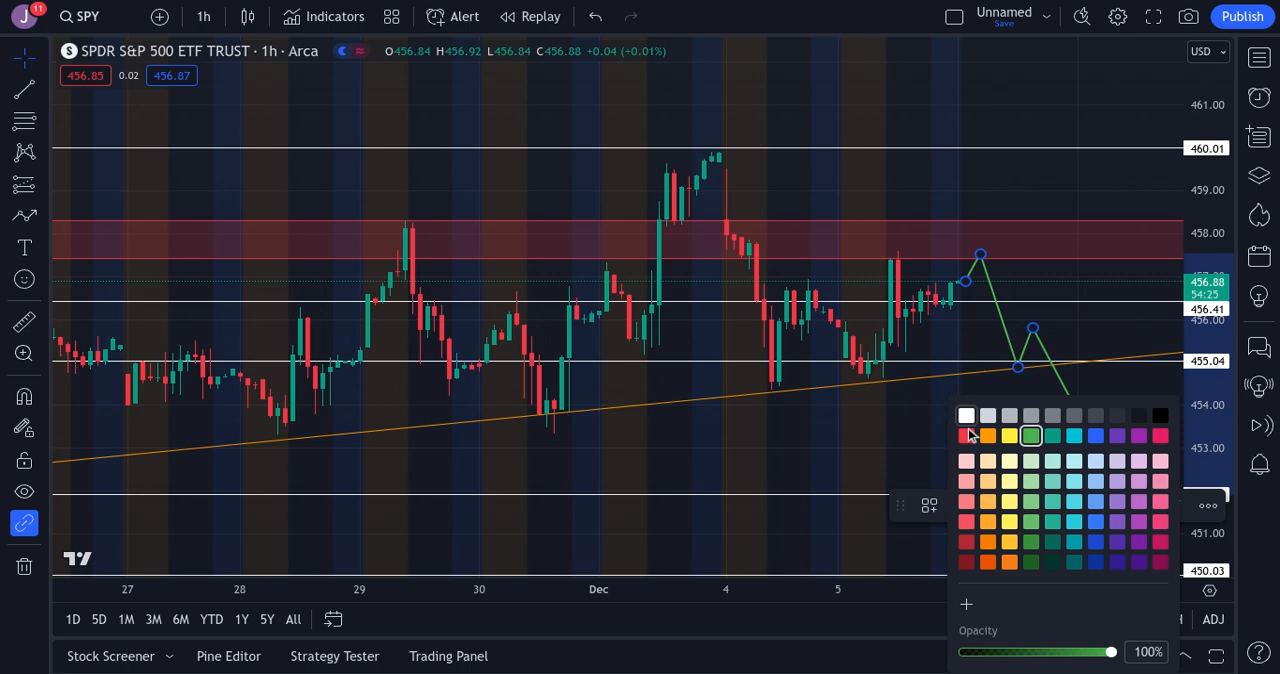 J 11 SPY 1h Indicators Alert Replay Unnamed Save Publish
S SPDR S&P 500 ETF TRUST · 1h · Arca O456.84 H456.92 L456.84 C456.88 +0.04 (+0.01%) USD
456.85 0.02 456.87
461.00
460.01
459.00
458.00
456.88
54:25
456.41
456.00
455.04
454.00
453.00
451.00
450.03
27 28 29 30 Dec 4 5
1D 5D 1M 3M 6M YTD 1Y 5Y All ADJ
Opacity
100%
Stock Screener Pine Editor Strategy Tester Trading Panel